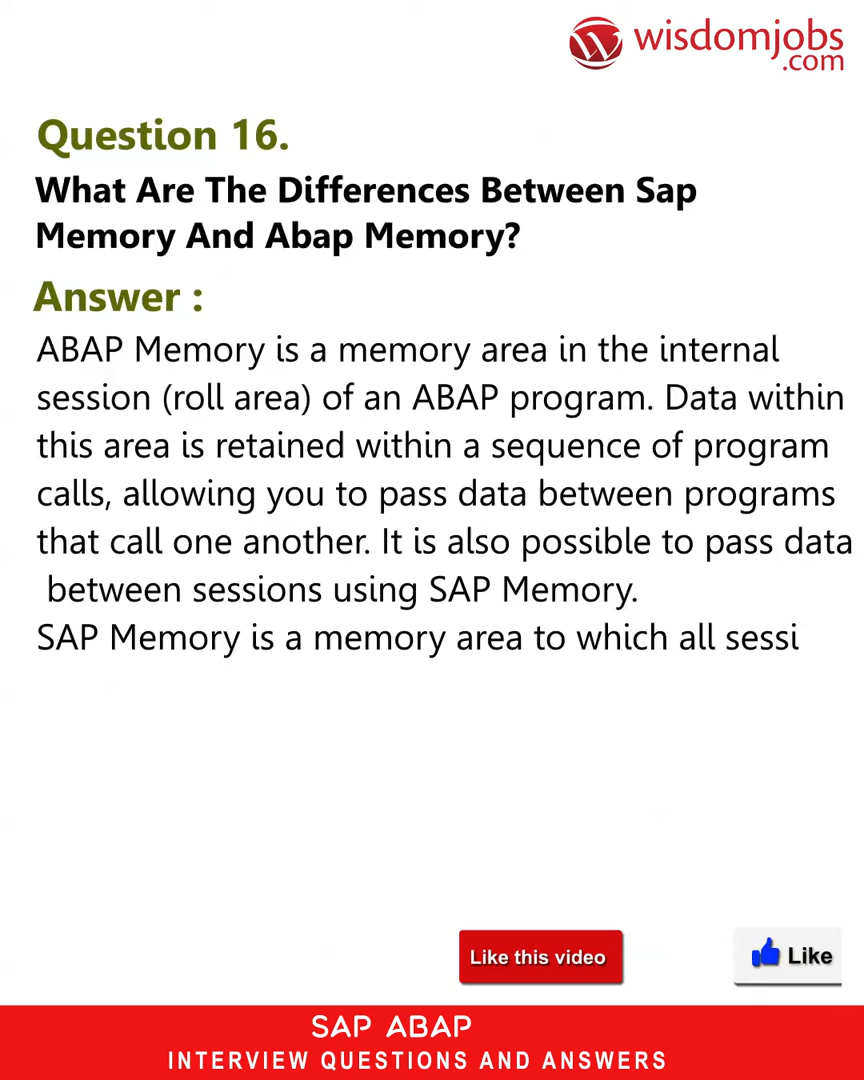 wisdomjobs
.com
Question 16.
What Are The Differences Between Sap
Memory And Abap Memory?
Answer :
ABAP Memory is a memory area in the internal
session (roll area) of an ABAP program. Data within
this area is retained within a sequence of program
calls, allowing you to pass data between programs
that call one another. It is also possible to pass data
between sessions using SAP Memory.
SAP Memory is a memory area to which all sessi
Like this video
Like
SAP ABAP
INTERVIEW QUESTIONS AND ANSWERS